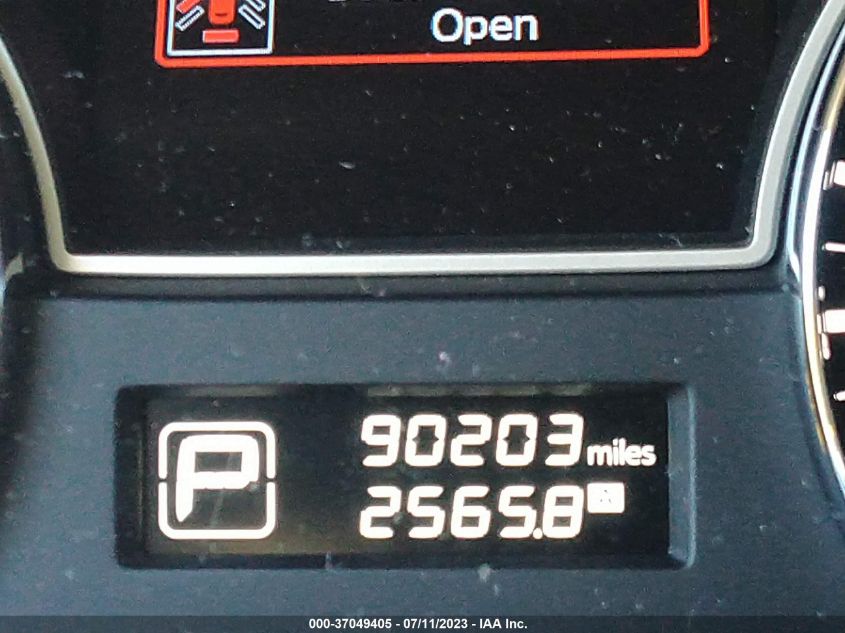 Open
P
90203 miles
2565.8 A
000-37049405 - 07/11/2023 - IAA Inc.